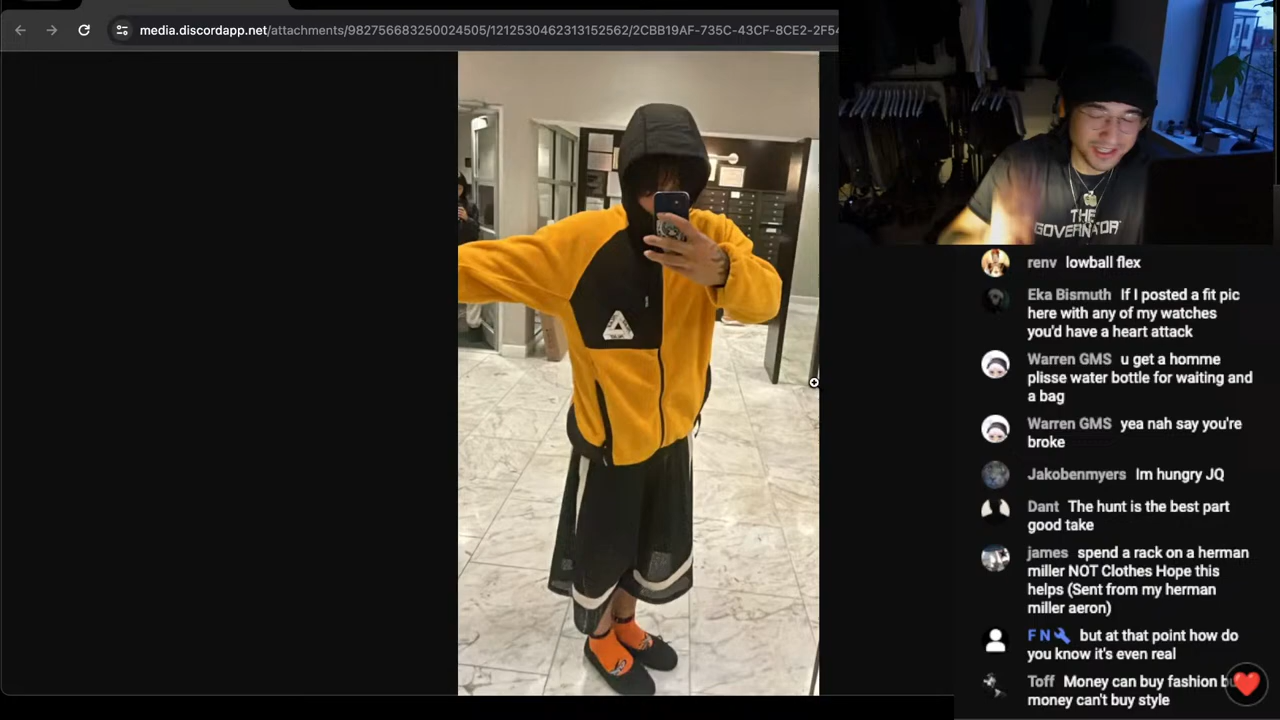 media.discordapp.net/attachments/982756683250024505/1212530462313152562/2CBB19AF-735C-43CF-8CE2-2F54
THE
GOVERNATOR
renv lowball flex
Eka Bismuth If I posted a fit pic
here with any of my watches
you'd have a heart attack
Warren GMS u get a homme
plisse water bottle for waiting and
a bag
Warren GMS yea nah say you're
broke
Jakobenmyers Im hungry JQ
Dant The hunt is the best part
good take
james spend a rack on a herman
miller NOT Clothes Hope this
helps (Sent from my herman
miller aeron)
F N but at that point how do
you know it's even real
Toff Money can buy fashion bu
money can't buy style